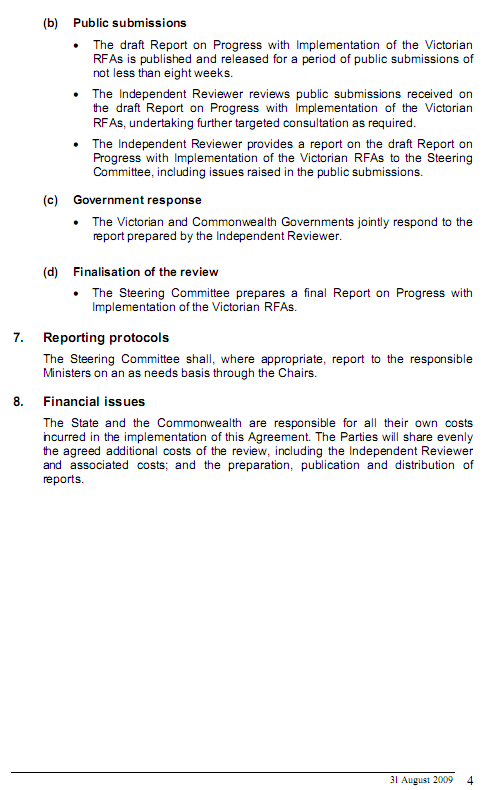 (b) Public submissions
• The draft Report on Progress with Implementation of the Victorian
RFAs is published and released for a period of public submissions of
not less than eight weeks.
• The Independent Reviewer reviews public submissions received on
the draft Report on Progress with Implementation of the Victorian
RFAs, undertaking further targeted consultation as required.
• The Independent Reviewer provides a report on the draft Report on
Progress with Implementation of the Victorian RFAs to the Steering
Committee, including issues raised in the public submissions.
(c) Government response
• The Victorian and Commonwealth Governments jointly respond to the
report prepared by the Independent Reviewer.
(d) Finalisation of the review
• The Steering Committee prepares a final Report on Progress with
Implementation of the Victorian RFAs.
7. Reporting protocols
The Steering Committee shall, where appropriate, report to the responsible
Ministers on an as needs basis through the Chairs.
8. Financial issues
The State and the Commonwealth are responsible for all their own costs
incurred in the implementation of this Agreement. The Parties will share evenly
the agreed additional costs of the review, including the Independent Reviewer
and associated costs; and the preparation, publication and distribution of
reports.
31 August 2009 4